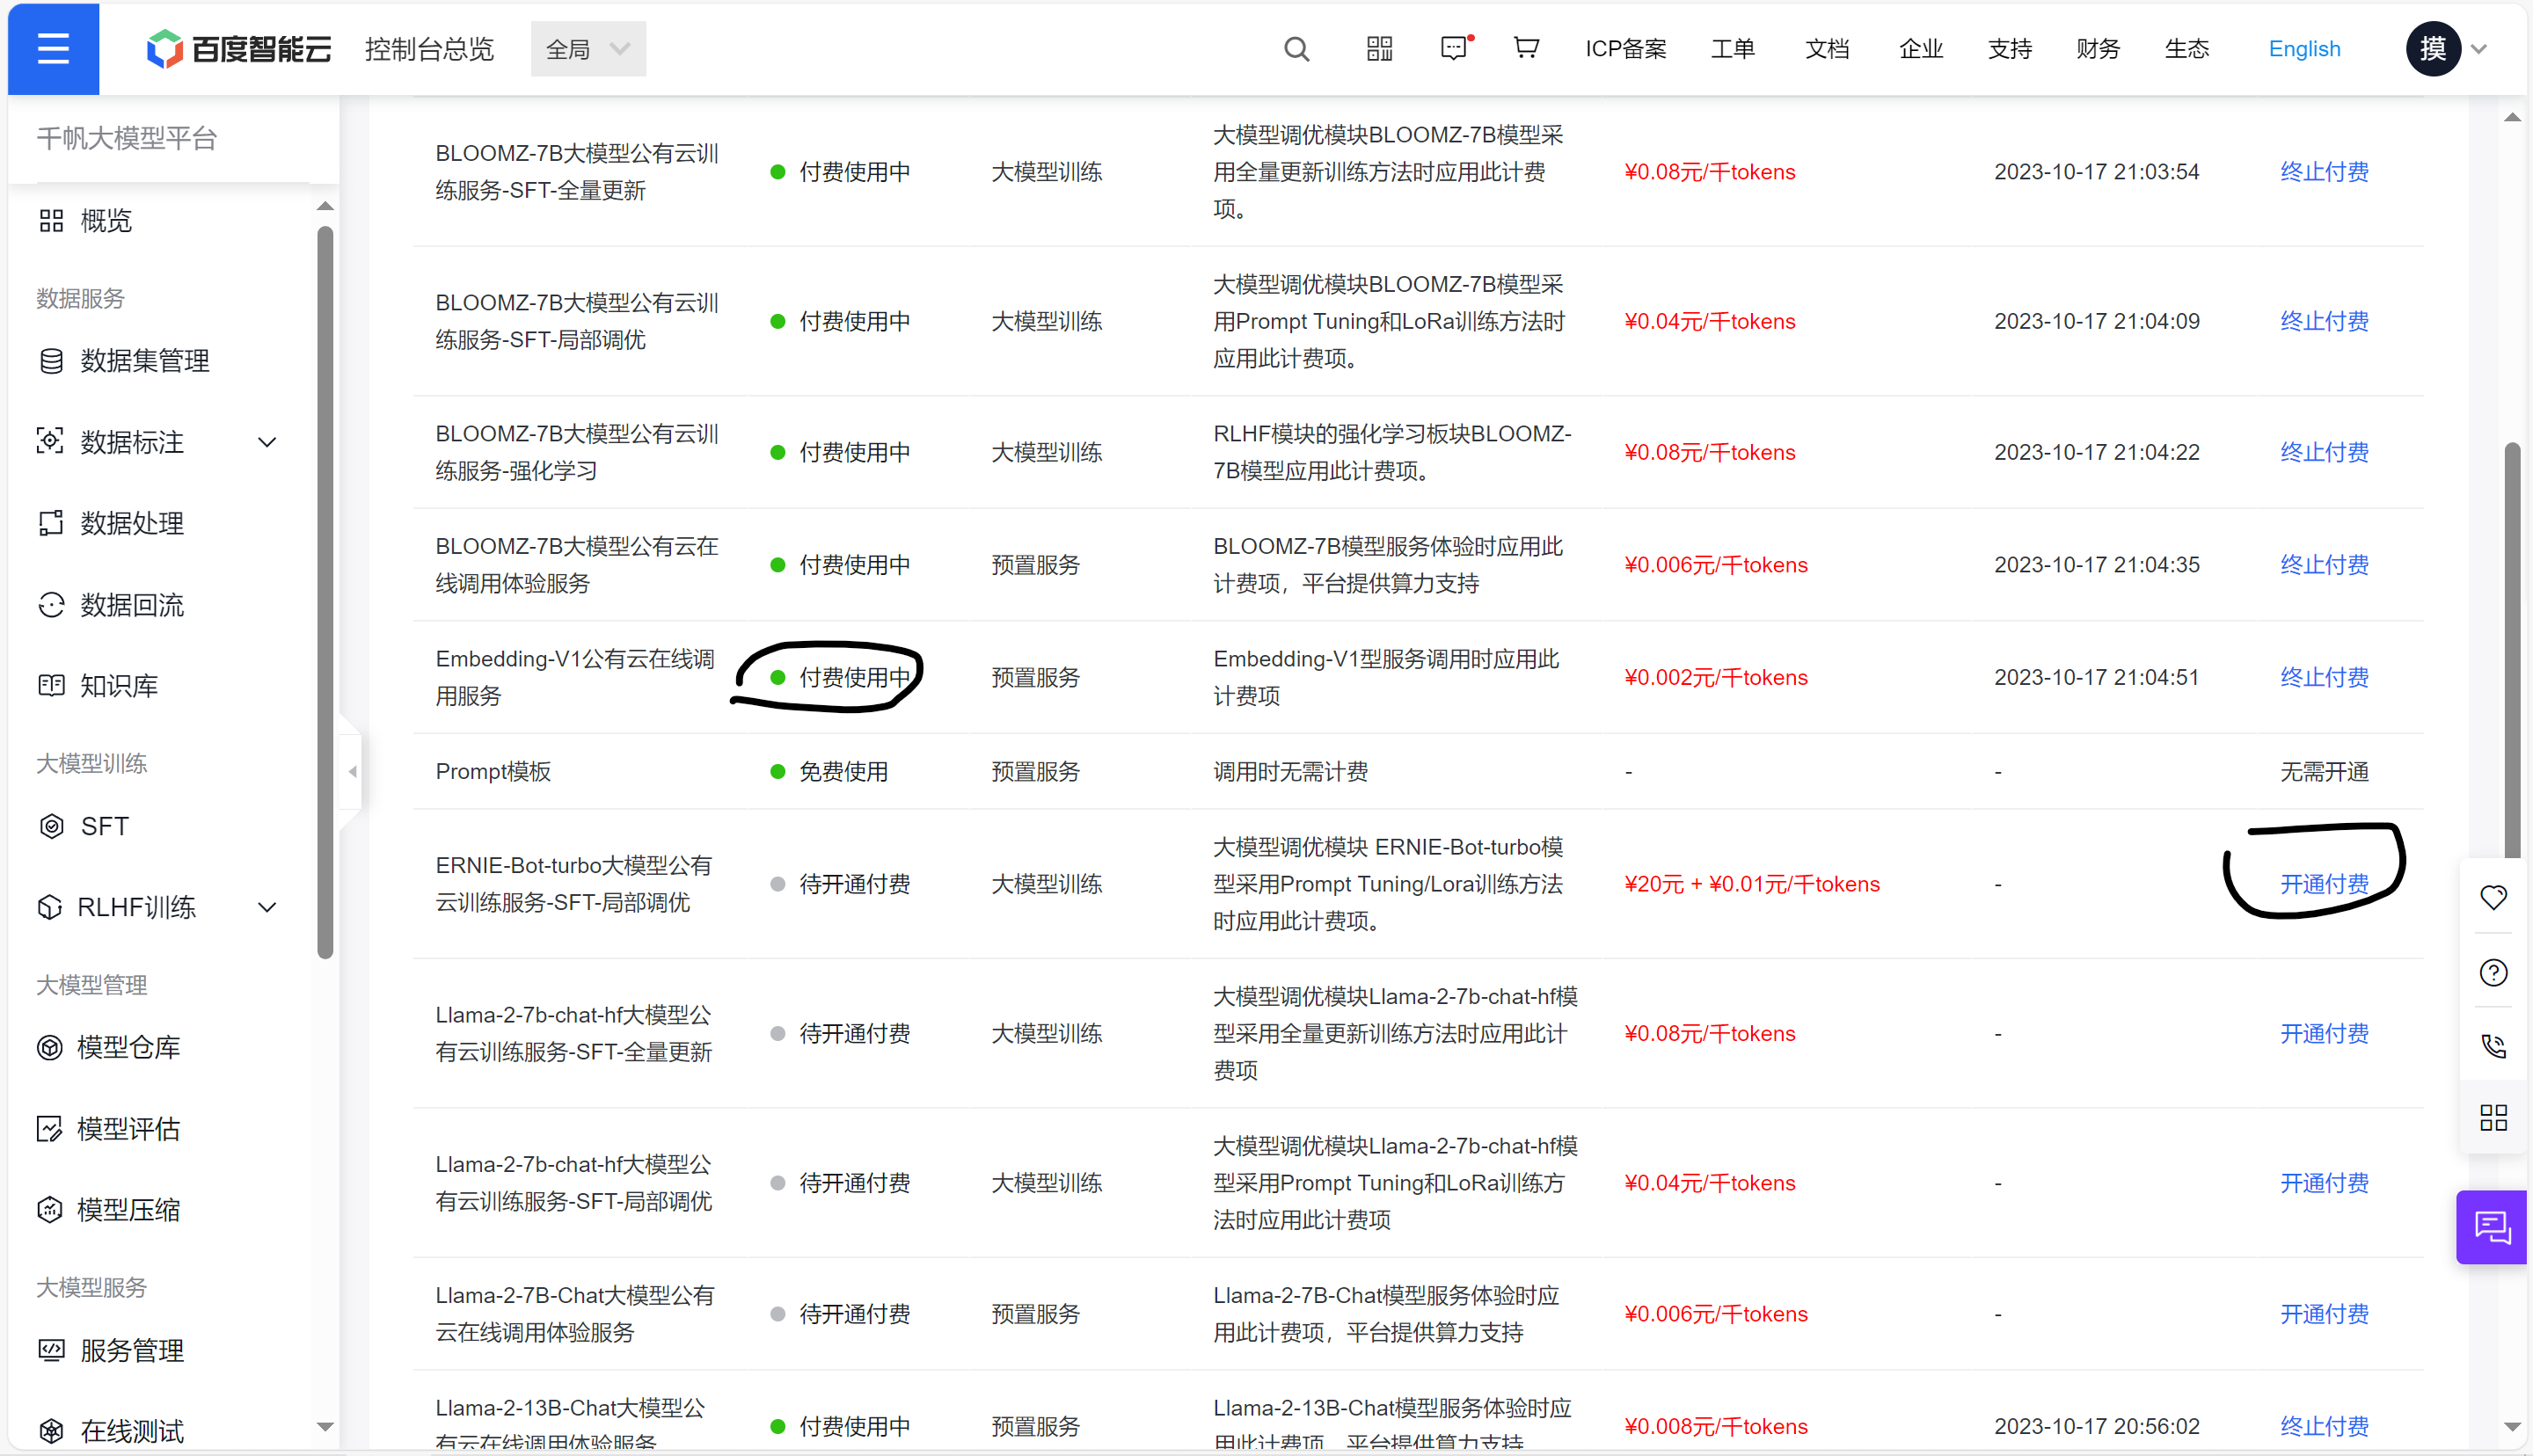 百度智能云 控制台总览 全局 ICP备案 工单 文档 企业 支持 财务 生态 English 摸
千帆大模型平台
概览
数据服务
数据集管理
数据标注
数据处理
数据回流
知识库
大模型训练
SFT
RLHF训练
大模型管理
模型仓库
模型评估
模型压缩
大模型服务
服务管理
在线测试
BLOOMZ-7B大模型公有云训
练服务-SFT-全量更新
付费使用中
大模型训练
大模型调优模块BLOOMZ-7B模型采
用全量更新训练方法时应用此计费
项。
¥0.08元/千tokens
2023-10-17 21:03:54
终止付费
BLOOMZ-7B大模型公有云训
练服务-SFT-局部调优
付费使用中
大模型训练
大模型调优模块BLOOMZ-7B模型采
用Prompt Tuning和LoRa训练方法时
应用此计费项。
¥0.04元/千tokens
2023-10-17 21:04:09
终止付费
BLOOMZ-7B大模型公有云训
练服务-强化学习
付费使用中
大模型训练
RLHF模块的强化学习板块BLOOMZ-
7B模型应用此计费项。
¥0.08元/千tokens
2023-10-17 21:04:22
终止付费
BLOOMZ-7B大模型公有云在
线调用体验服务
付费使用中
预置服务
BLOOMZ-7B模型服务体验时应用此
计费项，平台提供算力支持
¥0.006元/千tokens
2023-10-17 21:04:35
终止付费
Embedding-V1公有云在线调
用服务
付费使用中
预置服务
Embedding-V1型服务调用时应用此
计费项
¥0.002元/千tokens
2023-10-17 21:04:51
终止付费
Prompt模板
免费使用
预置服务
调用时无需计费
-
-
无需开通
ERNIE-Bot-turbo大模型公有
云训练服务-SFT-局部调优
待开通付费
大模型训练
大模型调优模块 ERNIE-Bot-turbo模
型采用Prompt Tuning/Lora训练方法
时应用此计费项。
¥20元 + ¥0.01元/千tokens
-
开通付费
Llama-2-7b-chat-hf大模型公
有云训练服务-SFT-全量更新
待开通付费
大模型训练
大模型调优模块Llama-2-7b-chat-hf模
型采用全量更新训练方法时应用此计
费项
¥0.08元/千tokens
-
开通付费
Llama-2-7b-chat-hf大模型公
有云训练服务-SFT-局部调优
待开通付费
大模型训练
大模型调优模块Llama-2-7b-chat-hf模
型采用Prompt Tuning和LoRa训练方
法时应用此计费项
¥0.04元/千tokens
-
开通付费
Llama-2-7B-Chat大模型公有
云在线调用体验服务
待开通付费
预置服务
Llama-2-7B-Chat模型服务体验时应
用此计费项，平台提供算力支持
¥0.006元/千tokens
-
开通付费
Llama-2-13B-Chat大模型公
有云在线调用体验服务
付费使用中
预置服务
Llama-2-13B-Chat模型服务体验时应
用此计费项，平台提供算力支持
¥0.008元/千tokens
2023-10-17 20:56:02
终止付费